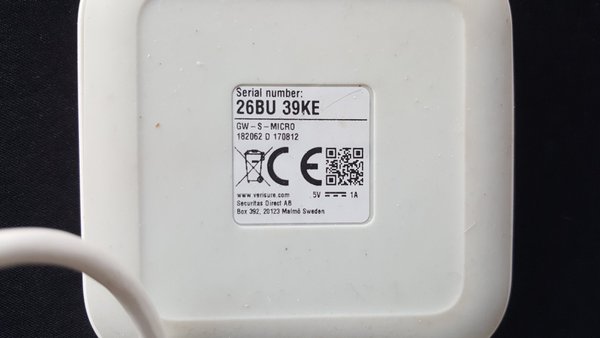 Serial number:
26BU 39KE
GW-S-MICRO
182062 D 170812
CE
www.verisure.com 5V ⎓ 1A
Securitas Direct AB
Box 392, 20123 Malmö Sweden